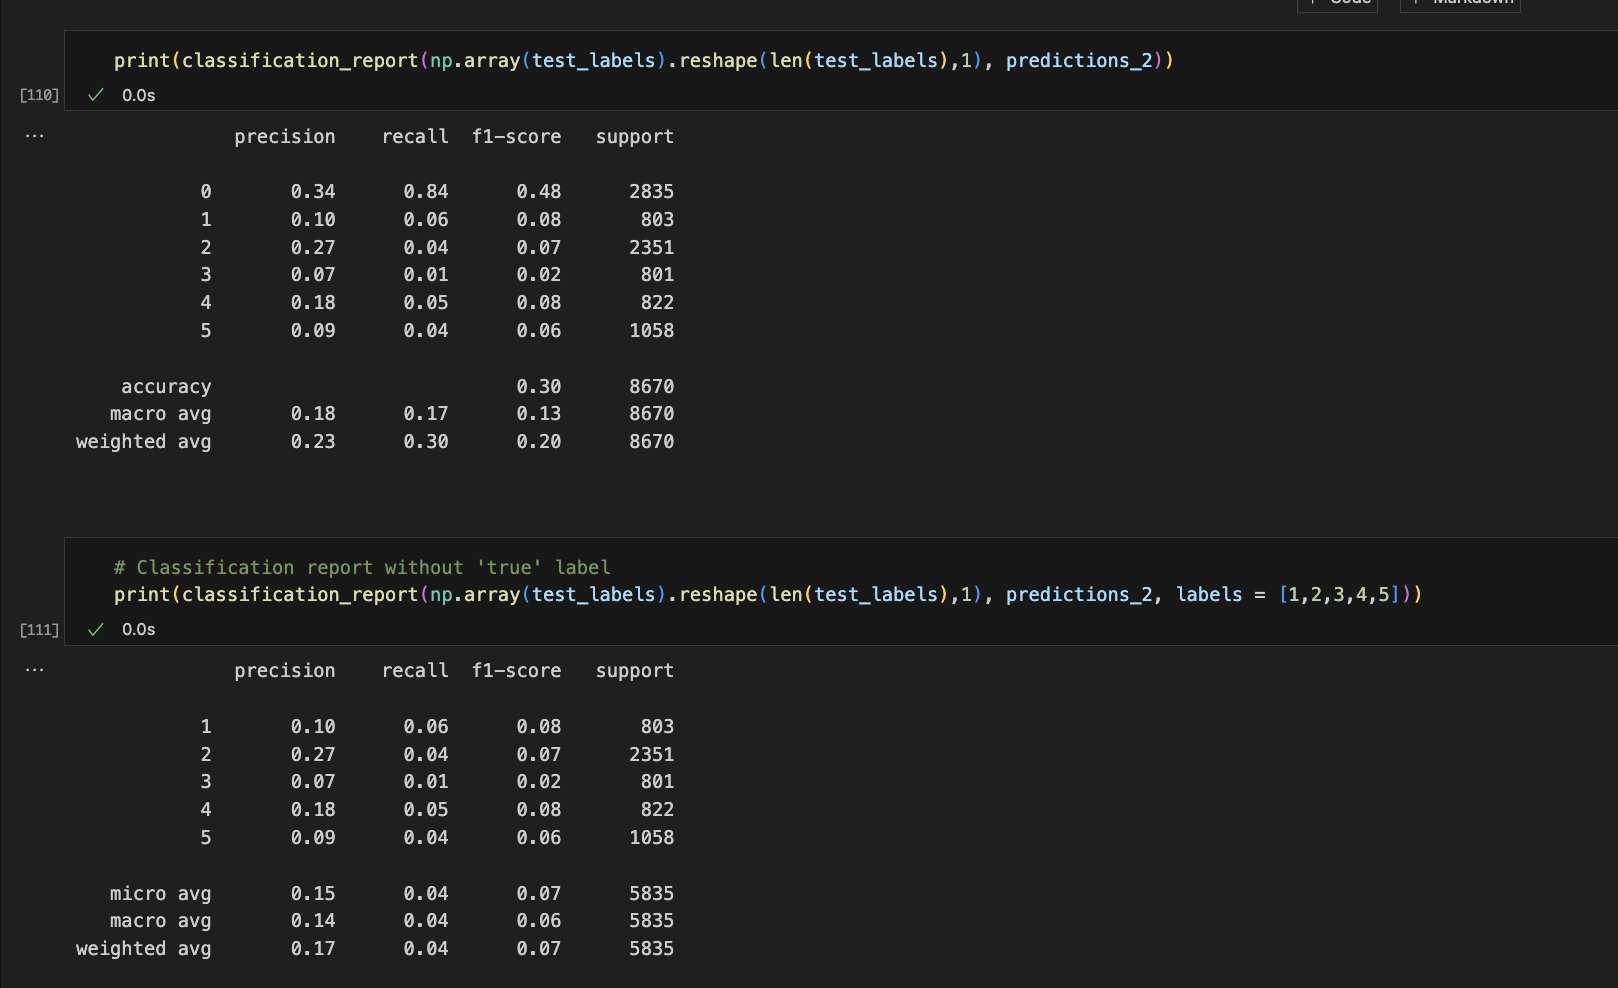 + Code + Markdown
print(classification_report(np.array(test_labels).reshape(len(test_labels),1), predictions_2))
[110] ✓ 0.0s
... precision recall f1-score support
0 0.34 0.84 0.48 2835
1 0.10 0.06 0.08 803
2 0.27 0.04 0.07 2351
3 0.07 0.01 0.02 801
4 0.18 0.05 0.08 822
5 0.09 0.04 0.06 1058
accuracy 0.30 8670
macro avg 0.18 0.17 0.13 8670
weighted avg 0.23 0.30 0.20 8670
# Classification report without 'true' label
print(classification_report(np.array(test_labels).reshape(len(test_labels),1), predictions_2, labels = [1,2,3,4,5]))
[111] ✓ 0.0s
... precision recall f1-score support
1 0.10 0.06 0.08 803
2 0.27 0.04 0.07 2351
3 0.07 0.01 0.02 801
4 0.18 0.05 0.08 822
5 0.09 0.04 0.06 1058
micro avg 0.15 0.04 0.07 5835
macro avg 0.14 0.04 0.06 5835
weighted avg 0.17 0.04 0.07 5835